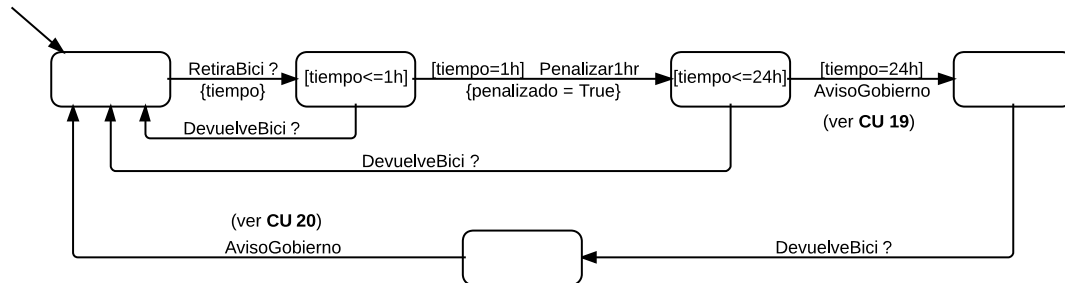 RetiraBici ?
{tiempo}
[tiempo<=1h]
[tiempo=1h] Penalizar1hr
{penalizado = True}
[tiempo<=24h]
[tiempo=24h]
AvisoGobierno
(ver CU 19)
DevuelveBici ?
DevuelveBici ?
(ver CU 20)
AvisoGobierno
DevuelveBici ?